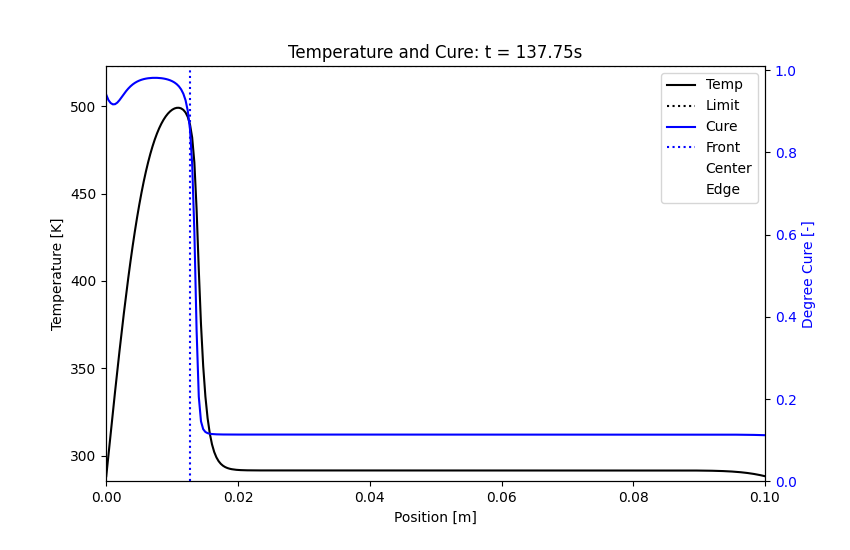 Temperature and Cure: t = 137.75s
Temp
Limit
Cure
Front
Center
Edge
500
450
400
350
300
Temperature [K]
1.0
0.8
0.6
0.4
0.2
0.0
Degree Cure [-]
0.00 0.02 0.04 0.06 0.08 0.10
Position [m]